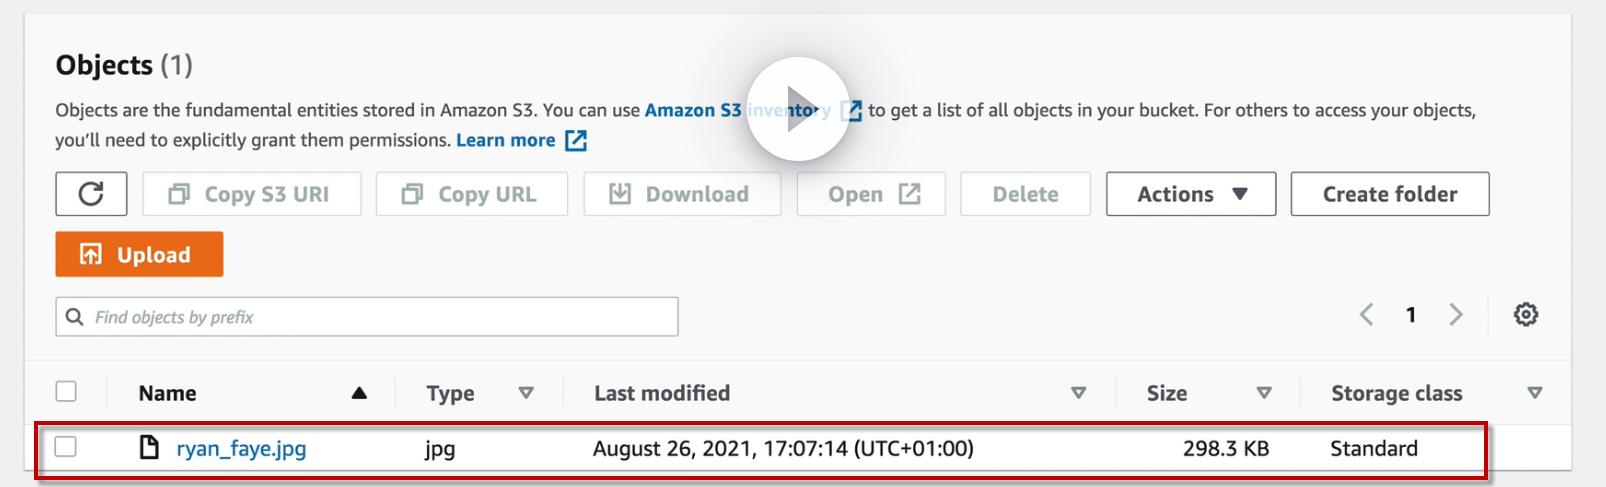 Objects (1)
Objects are the fundamental entities stored in Amazon S3. You can use Amazon S3 inventory to get a list of all objects in your bucket. For others to access your objects,
you'll need to explicitly grant them permissions. Learn more
Copy S3 URI Copy URL Download Open Delete Actions Create folder
Upload
Find objects by prefix 1
Name Type Last modified Size Storage class
ryan_faye.jpg jpg August 26, 2021, 17:07:14 (UTC+01:00) 298.3 KB Standard